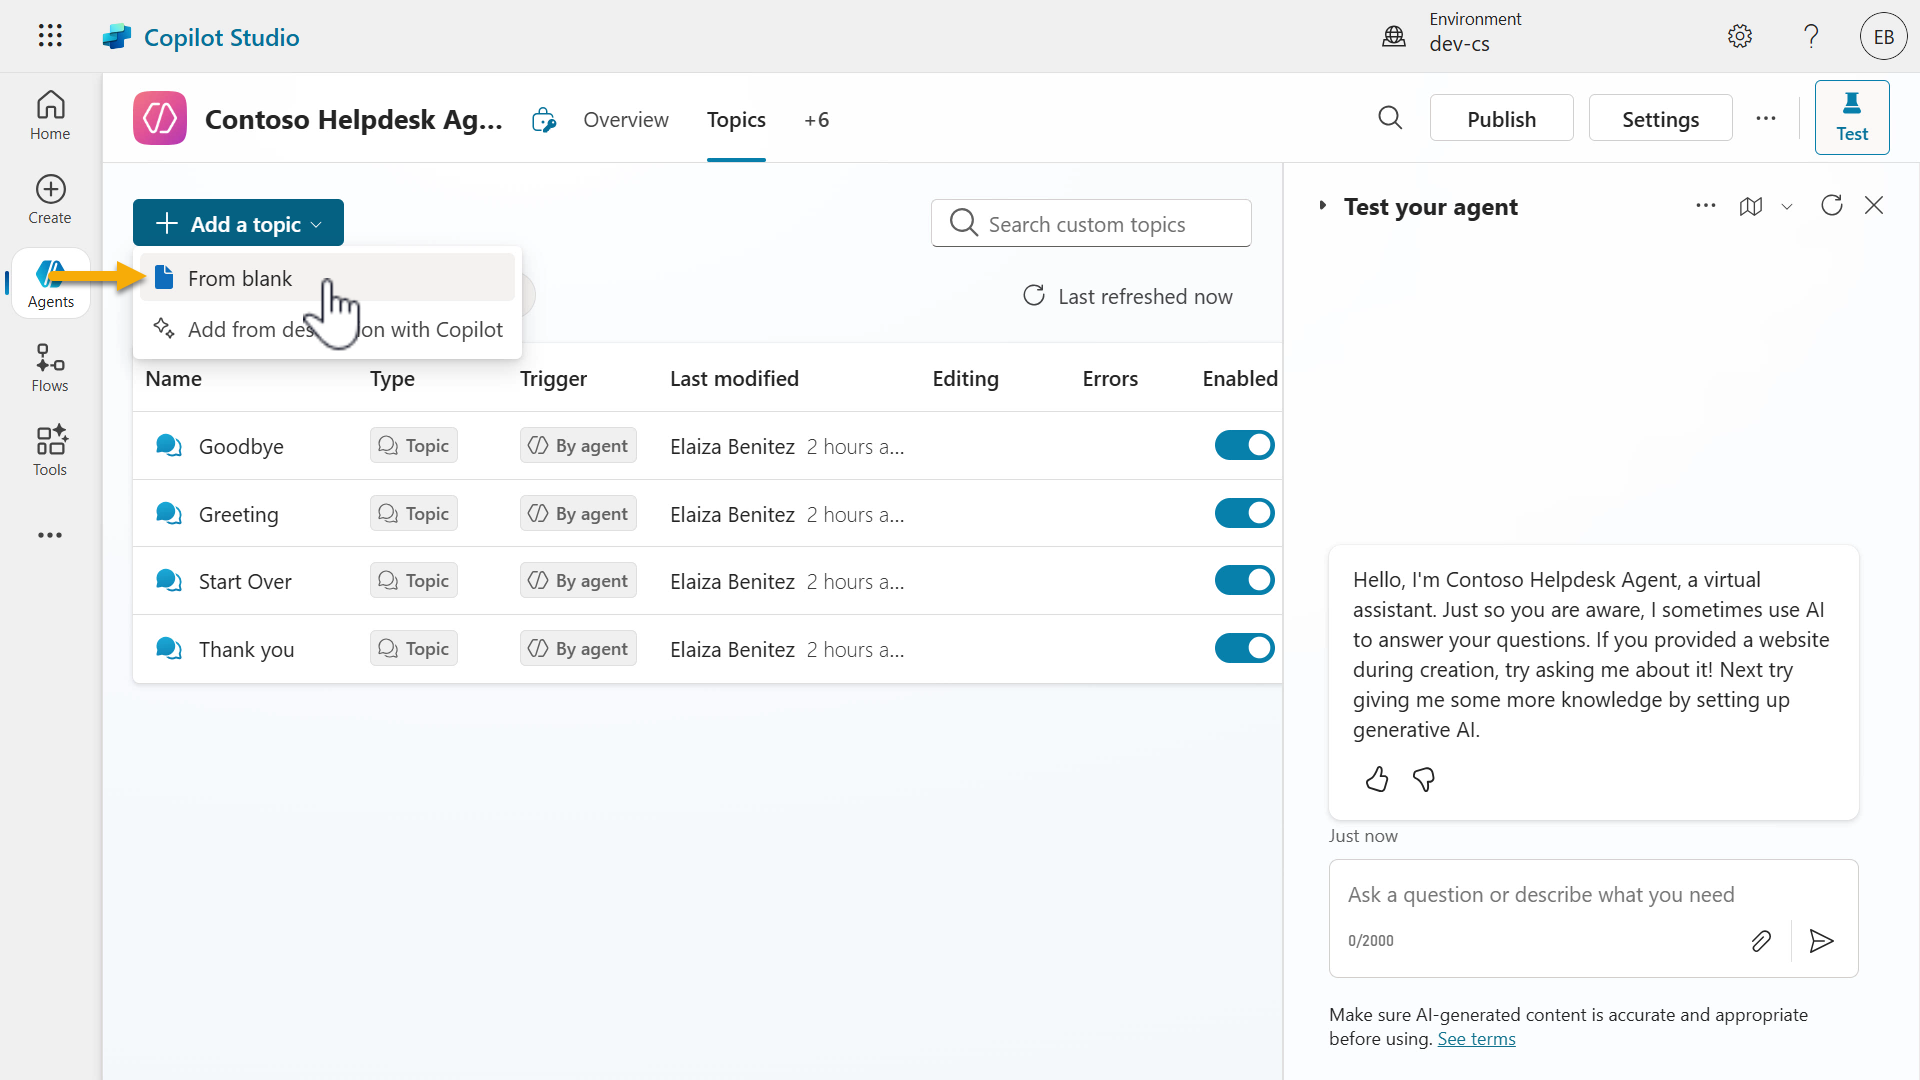 Copilot Studio
Environment
dev-cs
EB
Home
Create
Agents
Flows
Tools
Contoso Helpdesk Ag...
Overview
Topics
+6
Publish
Settings
Test
Add a topic
From blank
Add from des on with Copilot
Search custom topics
Last refreshed now
Name Type Trigger Last modified Editing Errors Enabled
Goodbye Topic By agent Elaiza Benitez 2 hours a...
Greeting Topic By agent Elaiza Benitez 2 hours a...
Start Over Topic By agent Elaiza Benitez 2 hours a...
Thank you Topic By agent Elaiza Benitez 2 hours a...
Test your agent
Hello, I'm Contoso Helpdesk Agent, a virtual
assistant. Just so you are aware, I sometimes use AI
to answer your questions. If you provided a website
during creation, try asking me about it! Next try
giving me some more knowledge by setting up
generative AI.
Just now
Ask a question or describe what you need
0/2000
Make sure AI-generated content is accurate and appropriate
before using. See terms